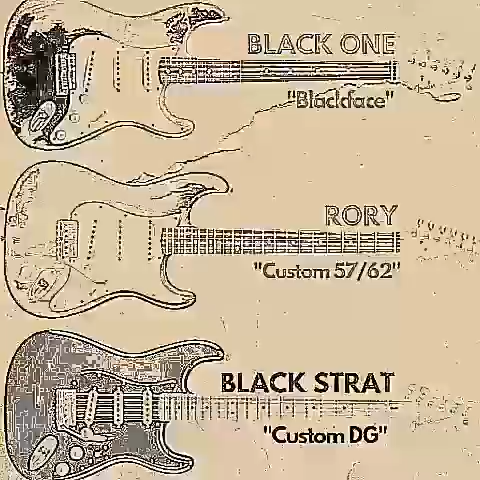 BLACK ONE
"Blackface"
RORY
"Custom 57/62"
BLACK STRAT
"Custom DG"